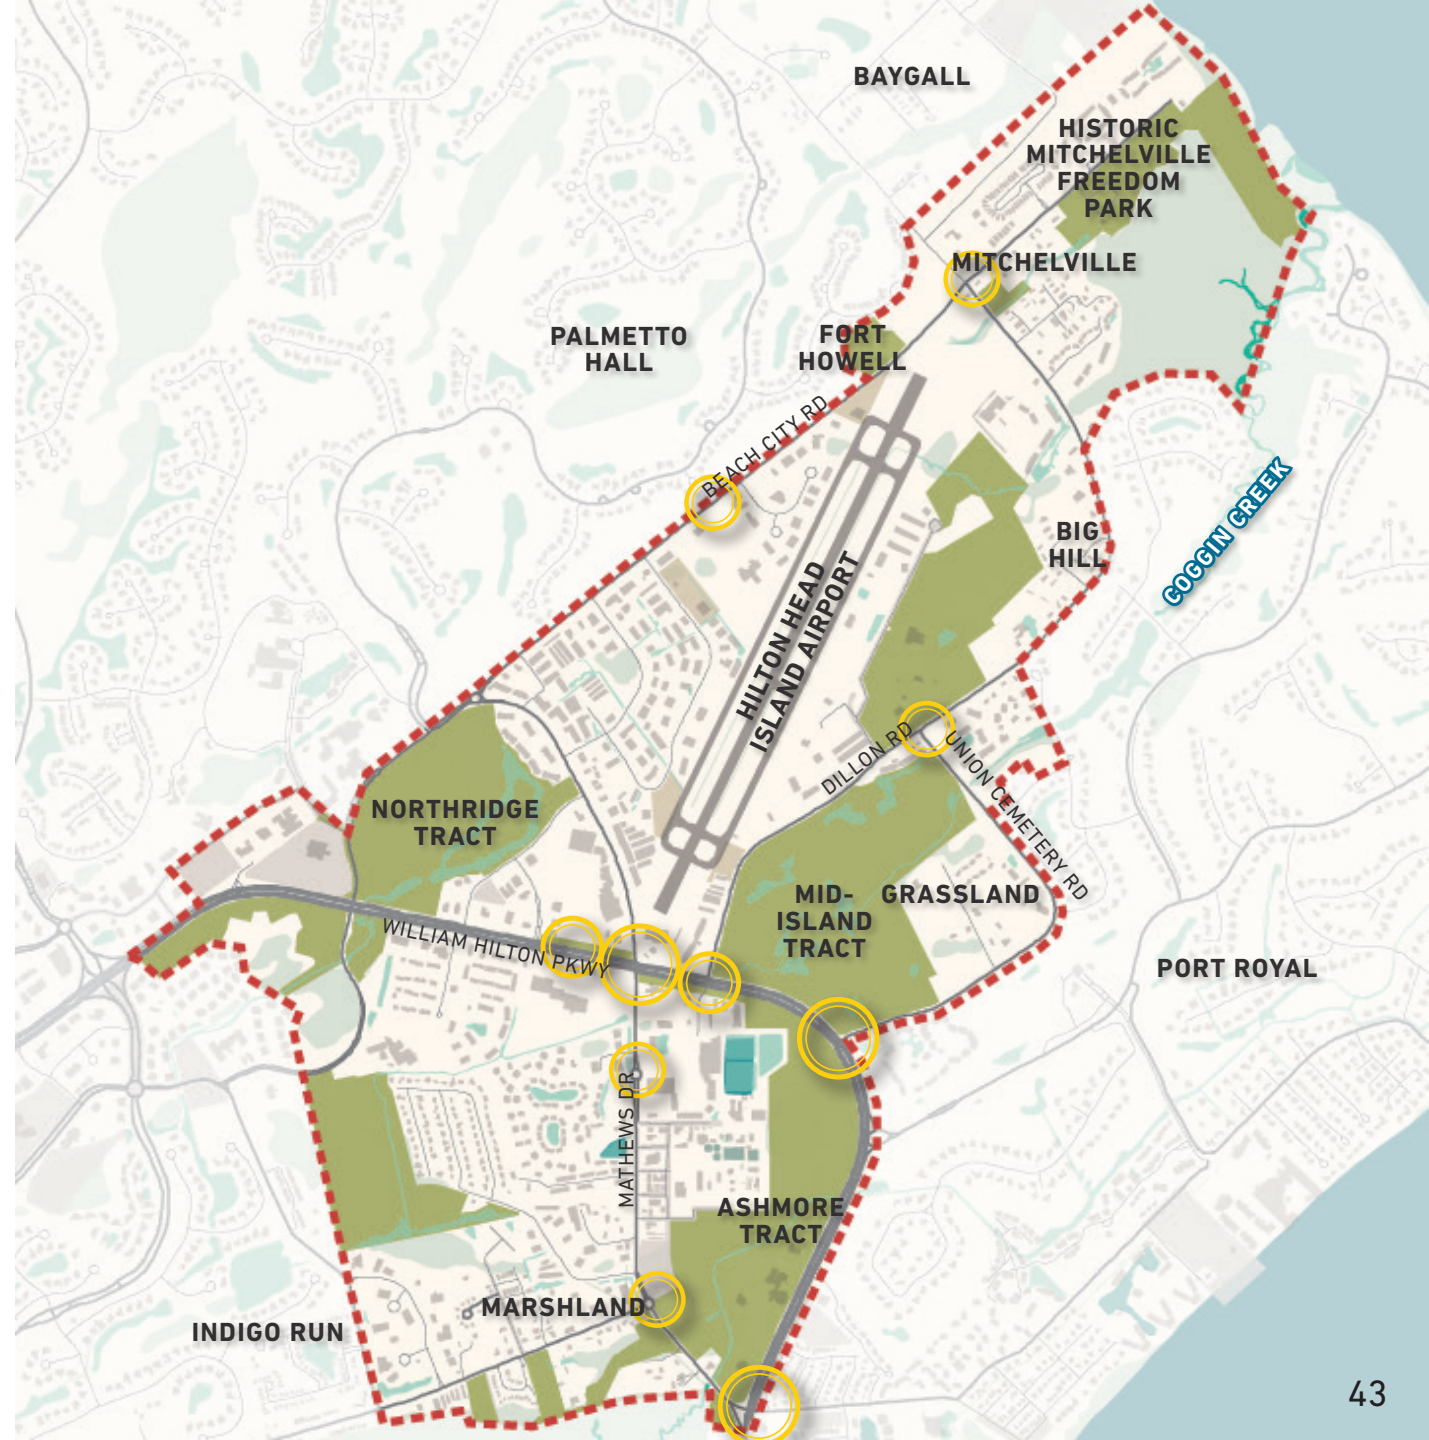 BAYGALL
HISTORIC
MITCHELVILLE
FREEDOM
PARK
MITCHELVILLE
PALMETTO
HALL
FORT
HOWELL
BEACH CITY RD
COGGIN CREEK
BIG
HILL
HILTON HEAD
ISLAND AIRPORT
DILLON RD
UNION CEMETERY RD
NORTHRIDGE
TRACT
MID-
ISLAND
TRACT
GRASSLAND
WILLIAM HILTON PKWY
PORT ROYAL
MATHEWS DR
ASHMORE
TRACT
MARSHLAND
INDIGO RUN
43